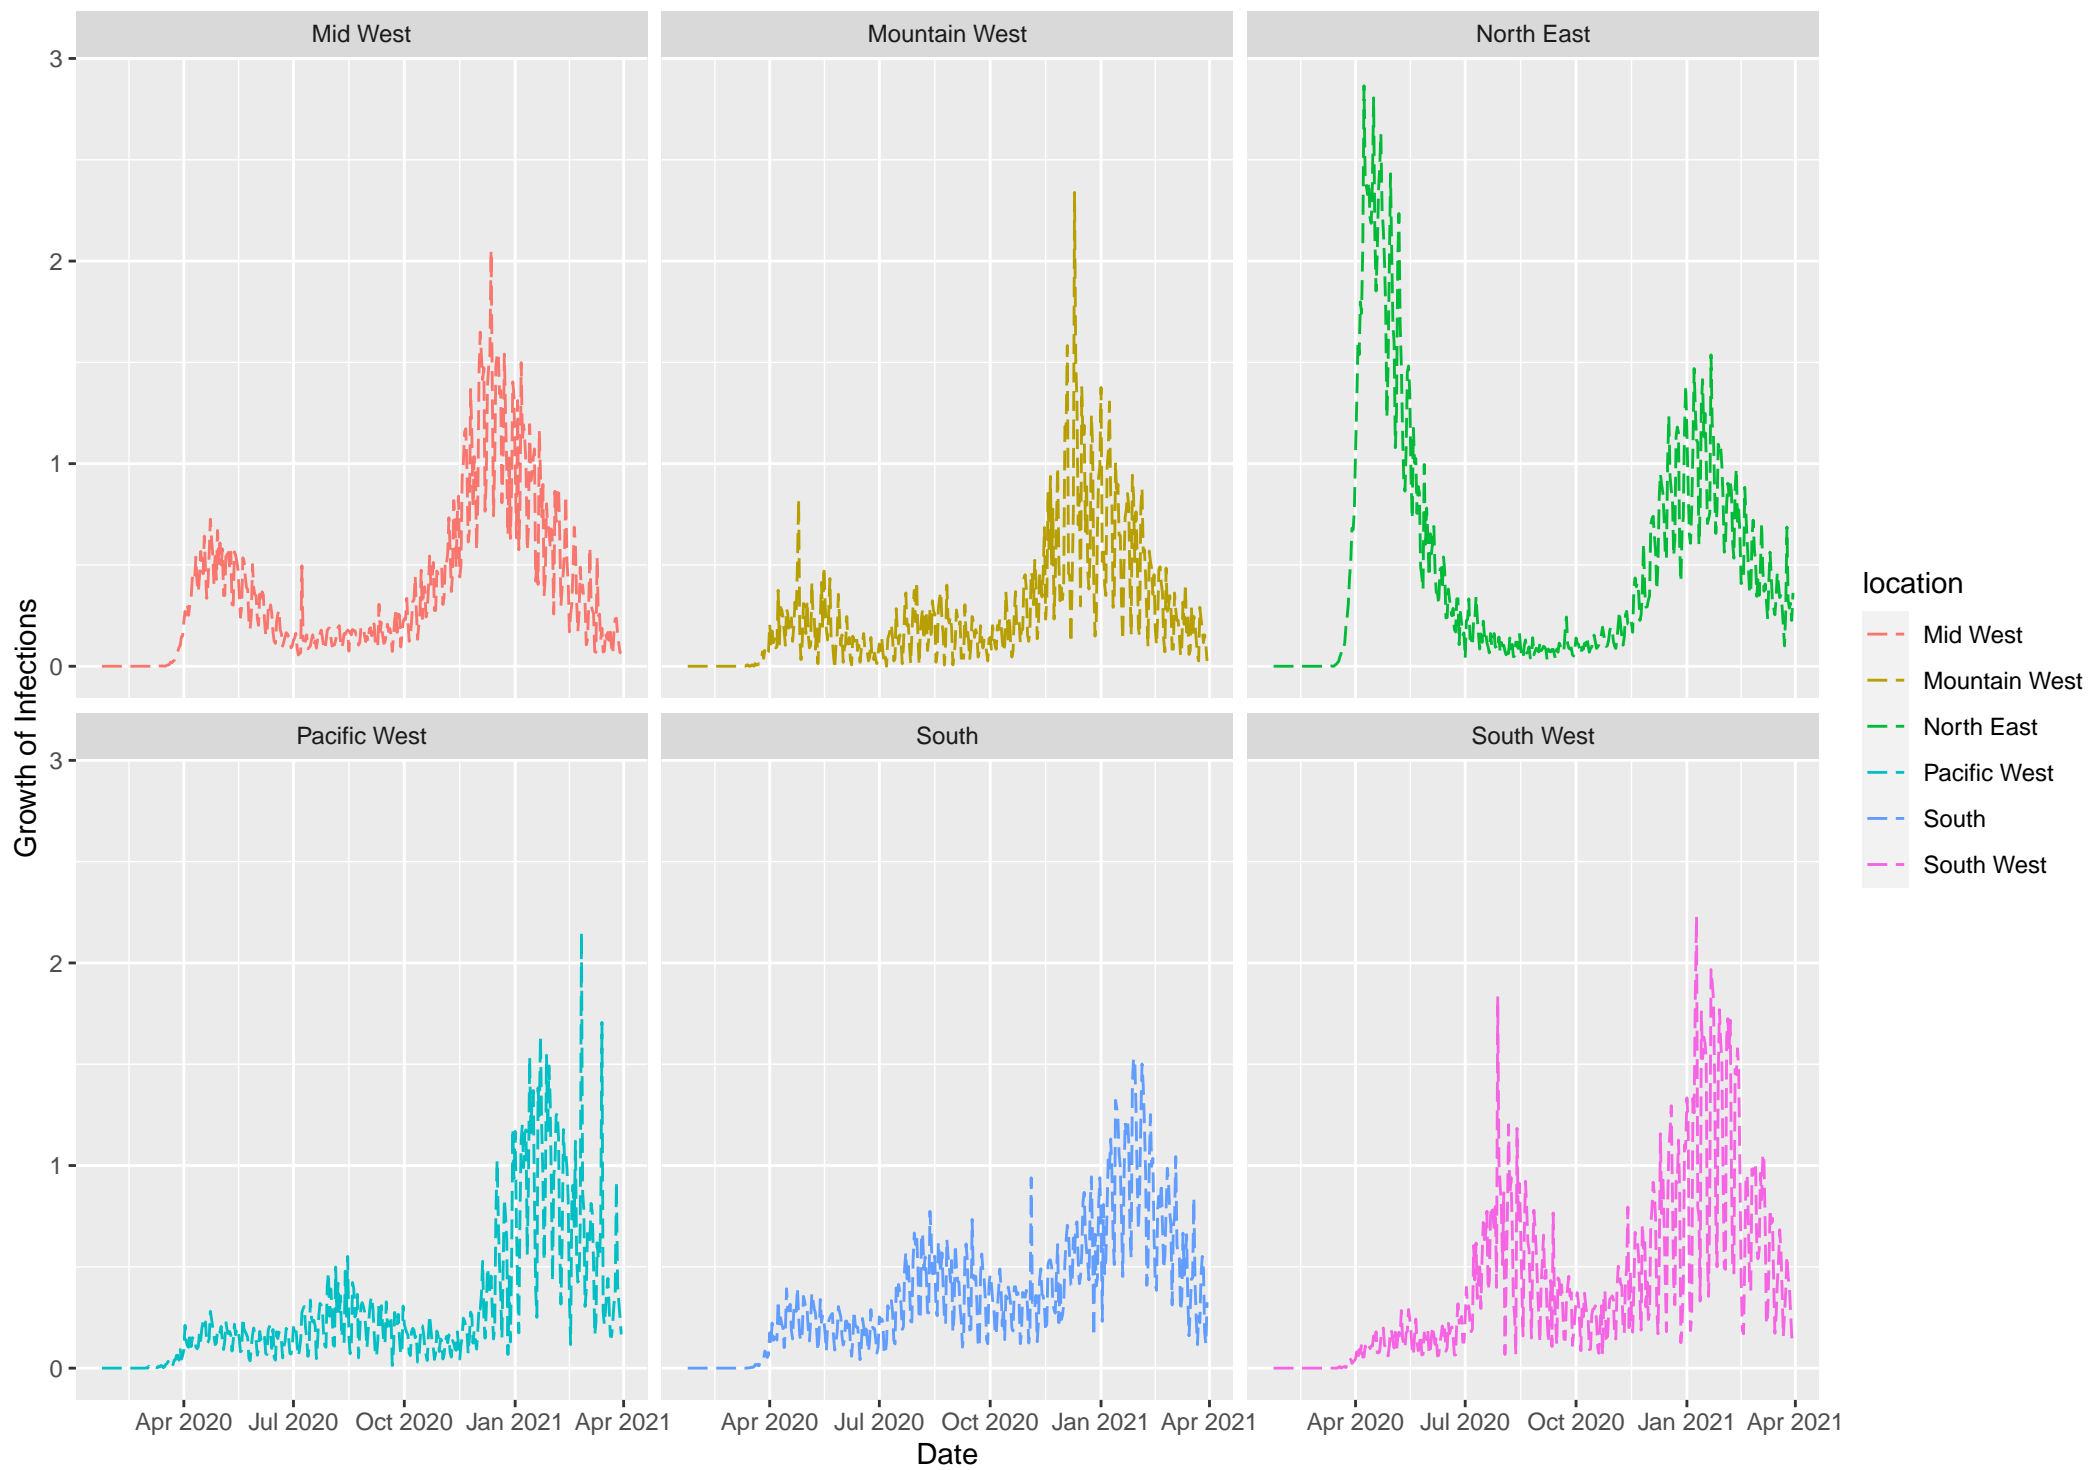 Mid West
Mountain West
North East
3
2
1
0
Growth of Infections
Pacific West
South
South West
3
2
1
0
Apr 2020 Jul 2020 Oct 2020 Jan 2021 Apr 2021
Apr 2020 Jul 2020 Oct 2020 Jan 2021 Apr 2021
Apr 2020 Jul 2020 Oct 2020 Jan 2021 Apr 2021
Date
location
Mid West
Mountain West
North East
Pacific West
South
South West